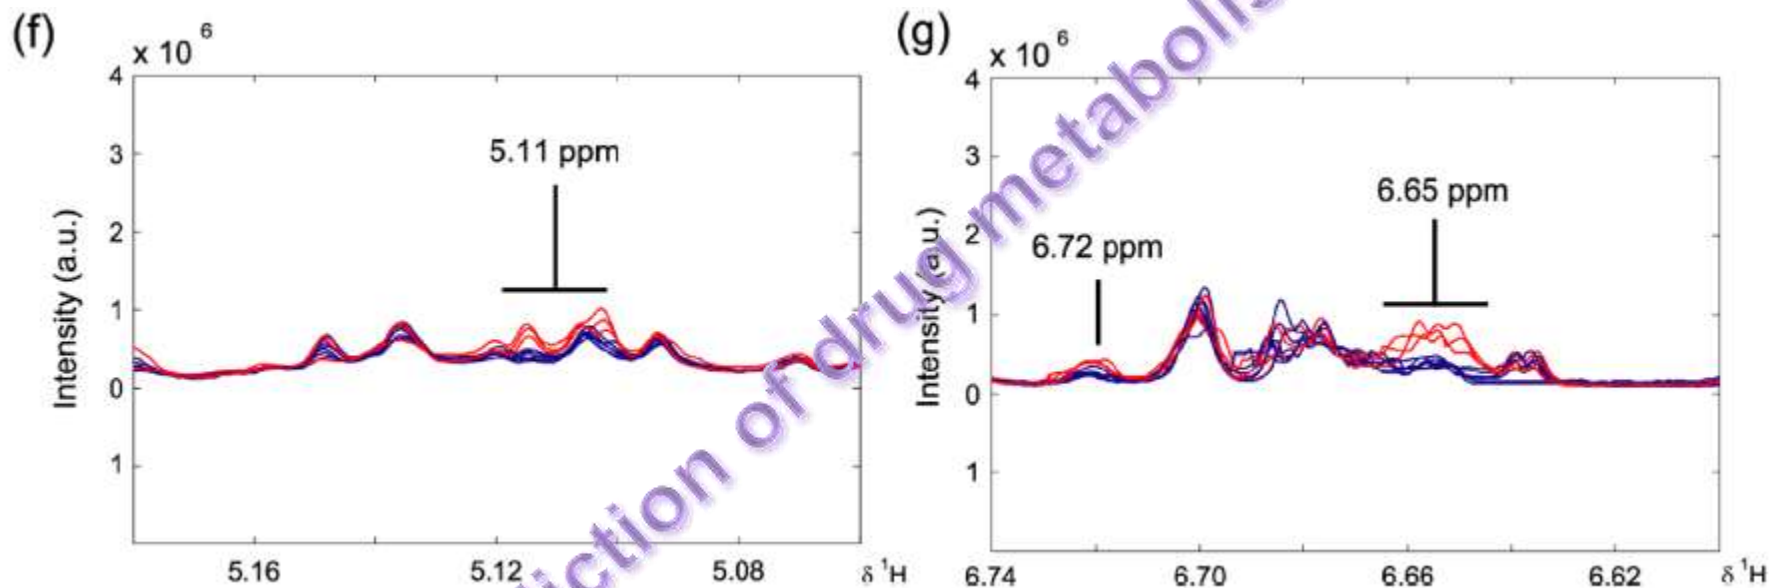 (f)
x 10 6
4
3
2
1
0
1
Intensity (a.u.)
5.11 ppm
5.16
5.12
5.08
δ 1H
(g)
x 10 6
4
3
2
1
0
1
Intensity (a.u.)
6.72 ppm
6.65 ppm
6.74
6.70
6.66
6.62
δ 1H
of drug